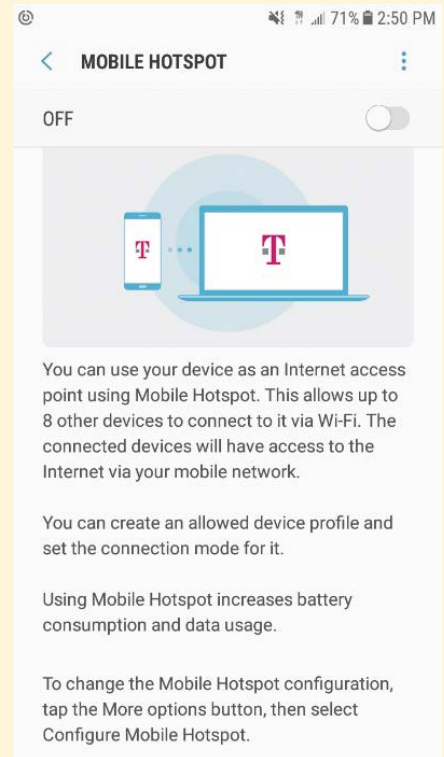 71% 2:50 PM
MOBILE HOTSPOT
OFF
T T
You can use your device as an Internet access
point using Mobile Hotspot. This allows up to
8 other devices to connect to it via Wi-Fi. The
connected devices will have access to the
Internet via your mobile network.
You can create an allowed device profile and
set the connection mode for it.
Using Mobile Hotspot increases battery
consumption and data usage.
To change the Mobile Hotspot configuration,
tap the More options button, then select
Configure Mobile Hotspot.